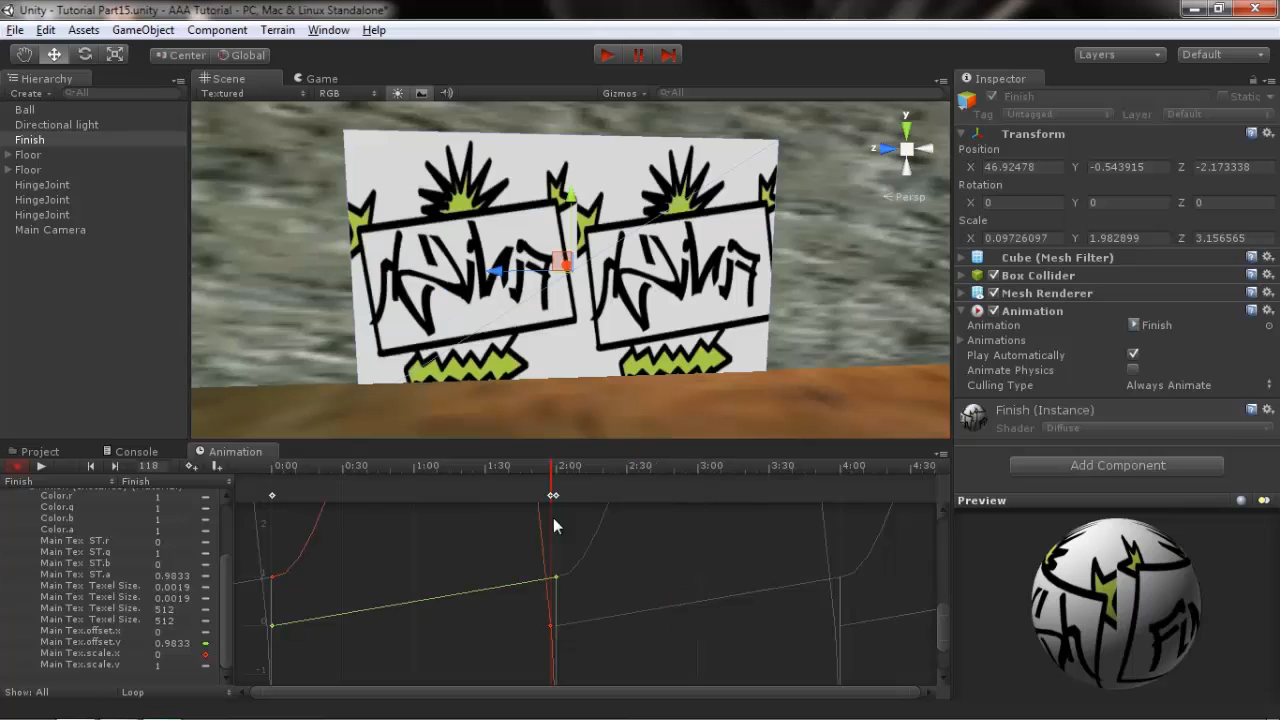 Unity - Tutorial Part15.unity - AAA Tutorial - PC, Mac & Linux Standalone*
File Edit Assets GameObject Component Terrain Window Help
Center Global Layers Default
Hierarchy Scene Game Inspector
Create All Textured RGB Gizmos All Finish Static
Tag Untagged Layer Default
Ball
Directional light
Finish
Floor
Floor
HingeJoint
HingeJoint
HingeJoint
Main Camera
y
z
Persp
Transform
Position
X 46.92478 Y -0.543915 Z -2.173338
Rotation
X 0 Y 0 Z 0
Scale
X 0.09726097 Y 1.982899 Z 3.156565
Cube (Mesh Filter)
Box Collider
Mesh Renderer
Animation
Animation Finish
Animations
Play Automatically
Animate Physics
Culling Type Always Animate
Finish (Instance)
Shader Diffuse
Add Component
Preview
Project Console Animation
118 0:00 0:30 1:00 1:30 2:00 2:30 3:00 3:30 4:00 4:30
Finish Finish
Color.r 1
Color.g 1
Color.b 1
Color.a 1
Main Tex ST.r 0
Main Tex ST.g 1
Main Tex ST.b 0
Main Tex ST.a 0.9833
Main Tex Texel Size. 0.0019
Main Tex Texel Size. 0.0019
Main Tex Texel Size. 512
Main Tex Texel Size. 512
Main Tex.offset.x 0
Main Tex.offset.y 0.9833
Main Tex.scale.x 0
Main Tex.scale.y 1
2
1
0
-1
Show: All Loop